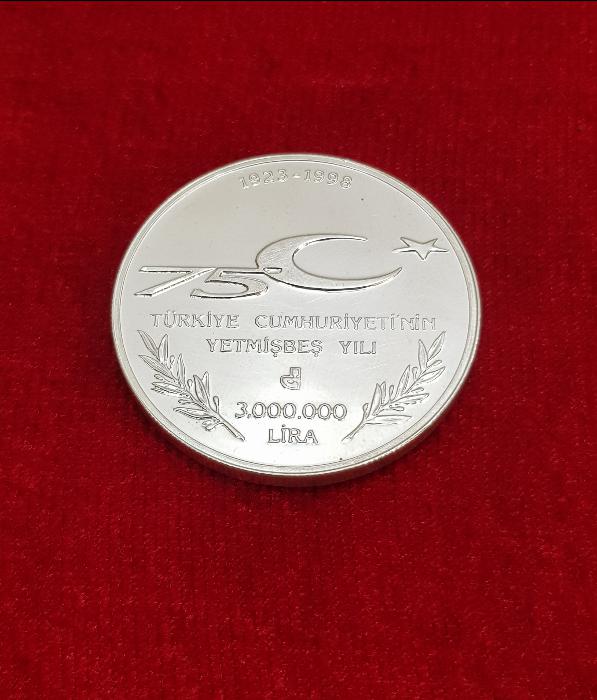 1923-1998
75
TÜRKİYE CUMHURİYETİ'NİN
YETMİŞBEŞ YILI
3.000.000
LİRA